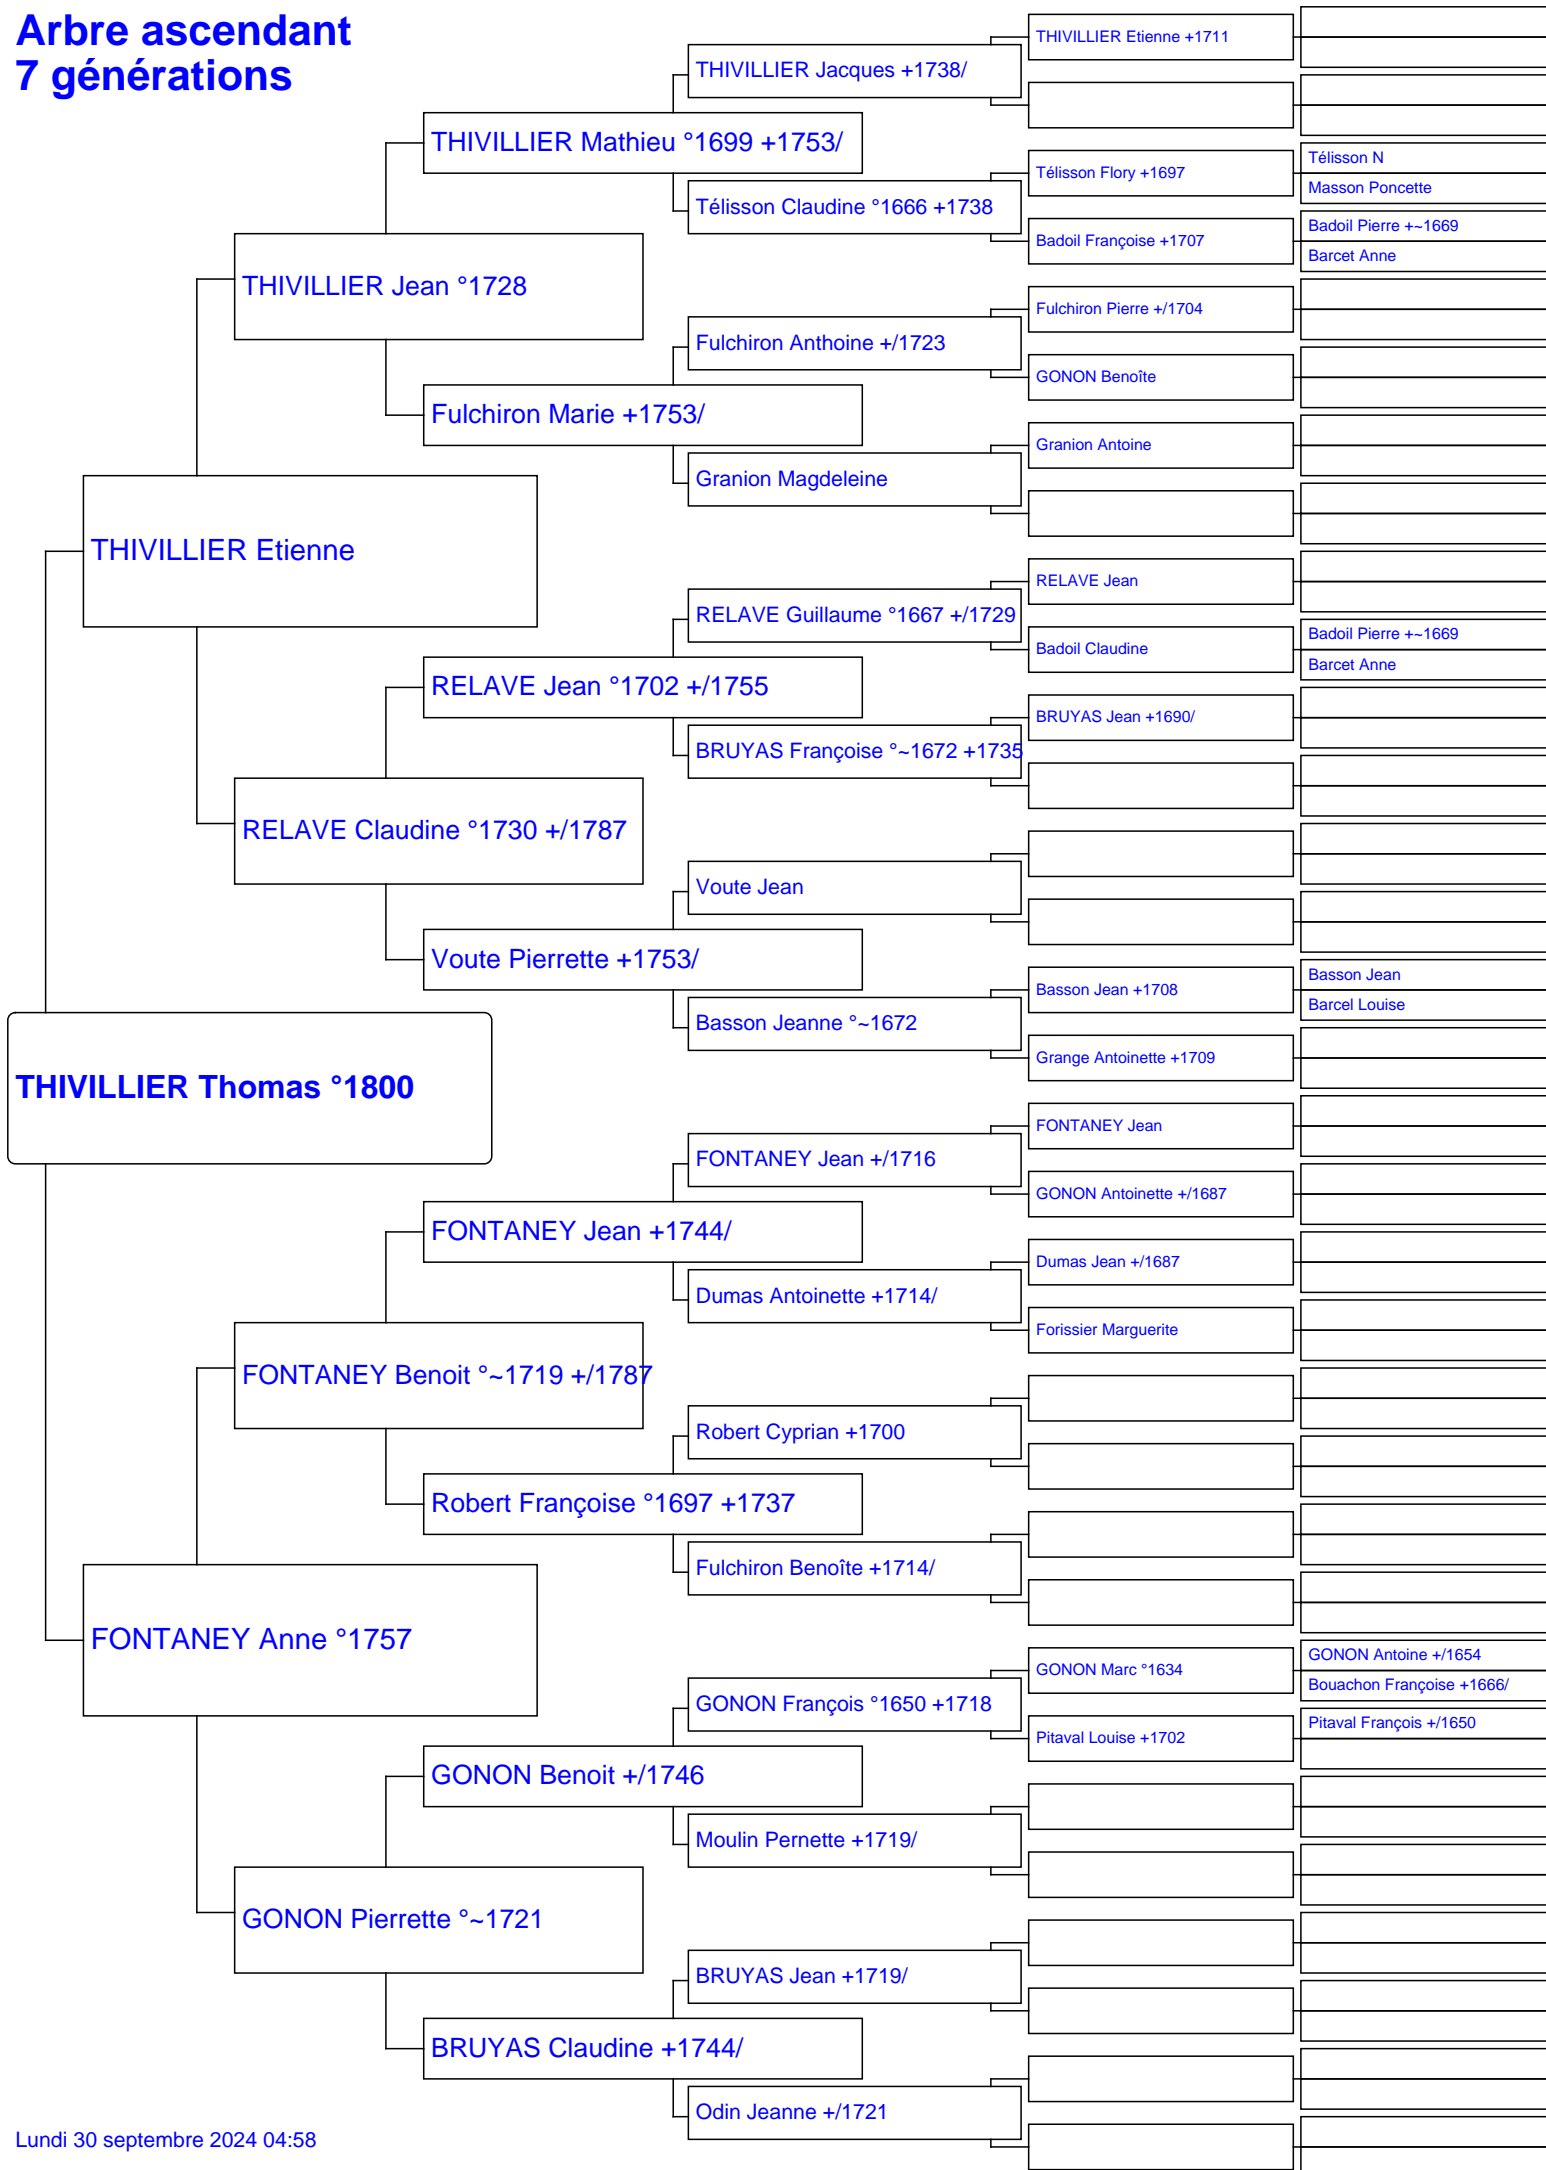 Arbre ascendant
7 générations
THIVILLIER Thomas °1800
THIVILLIER Etienne
FONTANEY Anne °1757
THIVILLIER Jean °1728
RELAVE Claudine °1730 +/1787
FONTANEY Benoit °~1719 +/1787
GONON Pierrette °~1721
THIVILLIER Mathieu °1699 +1753/
Fulchiron Marie +1753/
RELAVE Jean °1702 +/1755
Voute Pierrette +1753/
FONTANEY Jean +1744/
Robert Françoise °1697 +1737
GONON Benoit +/1746
BRUYAS Claudine +1744/
THIVILLIER Jacques +1738/
Télisson Claudine °1666 +1738
Fulchiron Anthoine +/1723
Granion Magdeleine
RELAVE Guillaume °1667 +/1729
BRUYAS Françoise °~1672 +1735
Voute Jean
Basson Jeanne °~1672
FONTANEY Jean +/1716
Dumas Antoinette +1714/
Robert Cyprian +1700
Fulchiron Benoîte +1714/
GONON François °1650 +1718
Moulin Pernette +1719/
BRUYAS Jean +1719/
Odin Jeanne +/1721
THIVILLIER Etienne +1711
Télisson Flory +1697
Badoil Françoise +1707
Fulchiron Pierre +/1704
GONON Benoîte
Granion Antoine
RELAVE Jean
Badoil Claudine
BRUYAS Jean +1690/
Basson Jean +1708
Grange Antoinette +1709
FONTANEY Jean
GONON Antoinette +/1687
Dumas Jean +/1687
Forissier Marguerite
GONON Marc °1634
Pitaval Louise +1702
Télisson N
Masson Poncette
Badoil Pierre +~1669
Barcet Anne
Badoil Pierre +~1669
Barcet Anne
Basson Jean
Barcel Louise
GONON Antoine +/1654
Bouachon Françoise +1666/
Pitaval François +/1650
Lundi 30 septembre 2024 04:58